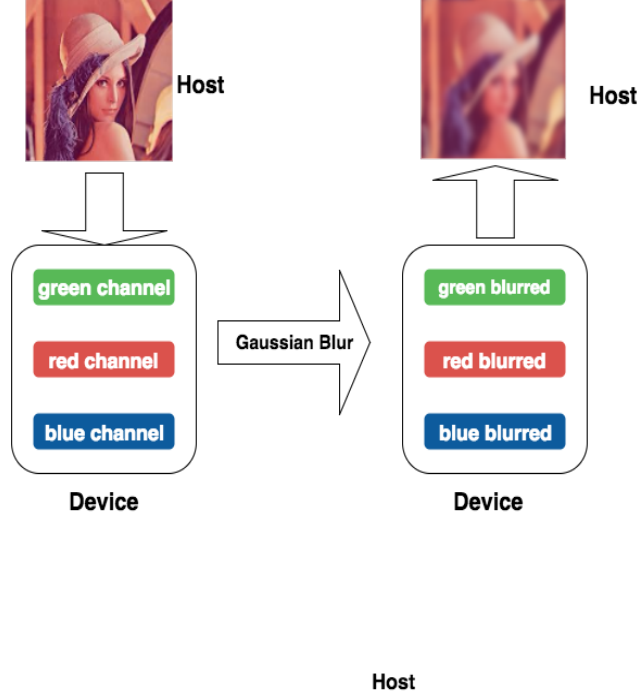 Host
Host
green channel
green blurred
Gaussian Blur
red channel
red blurred
blue channel
blue blurred
Device
Device
Host